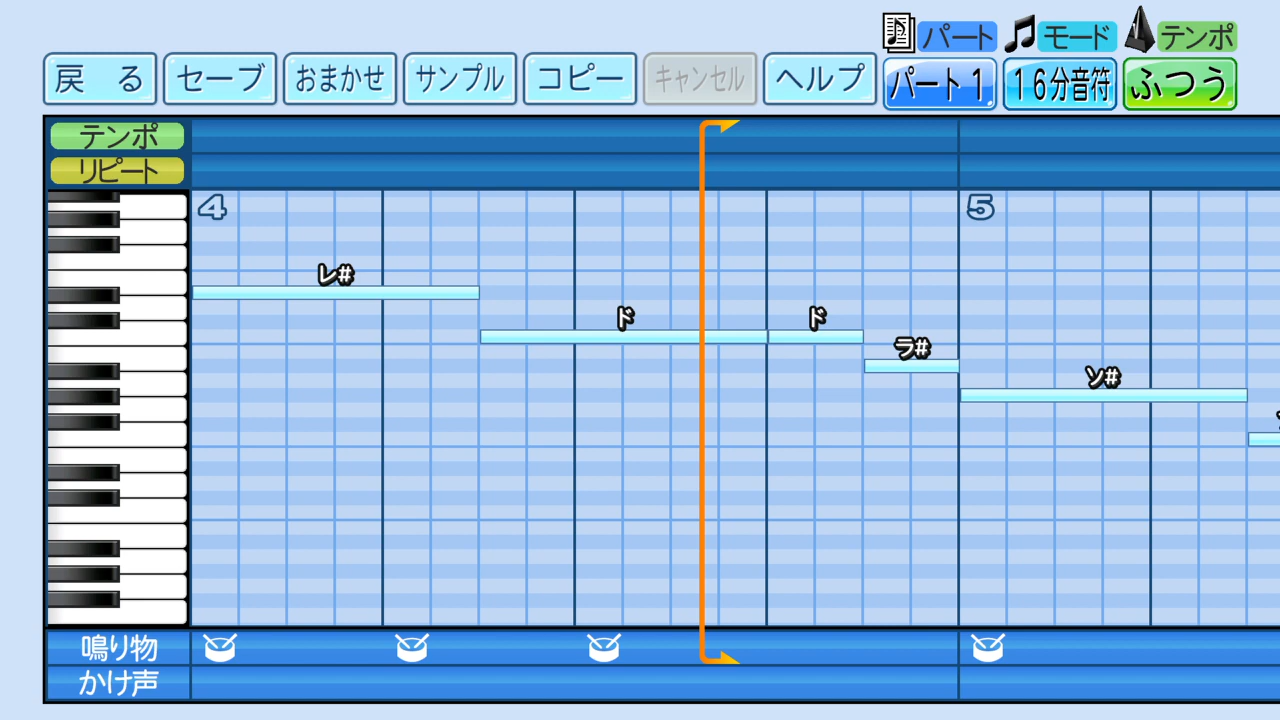 パート モード テンポ
戻る セーブ おまかせ サンプル コピー キャンセル ヘルプ パート1 16分音符 ふつう
テンポ
リピート
4 5
レ#
ド ド
ラ#
ソ#
鳴り物
かけ声